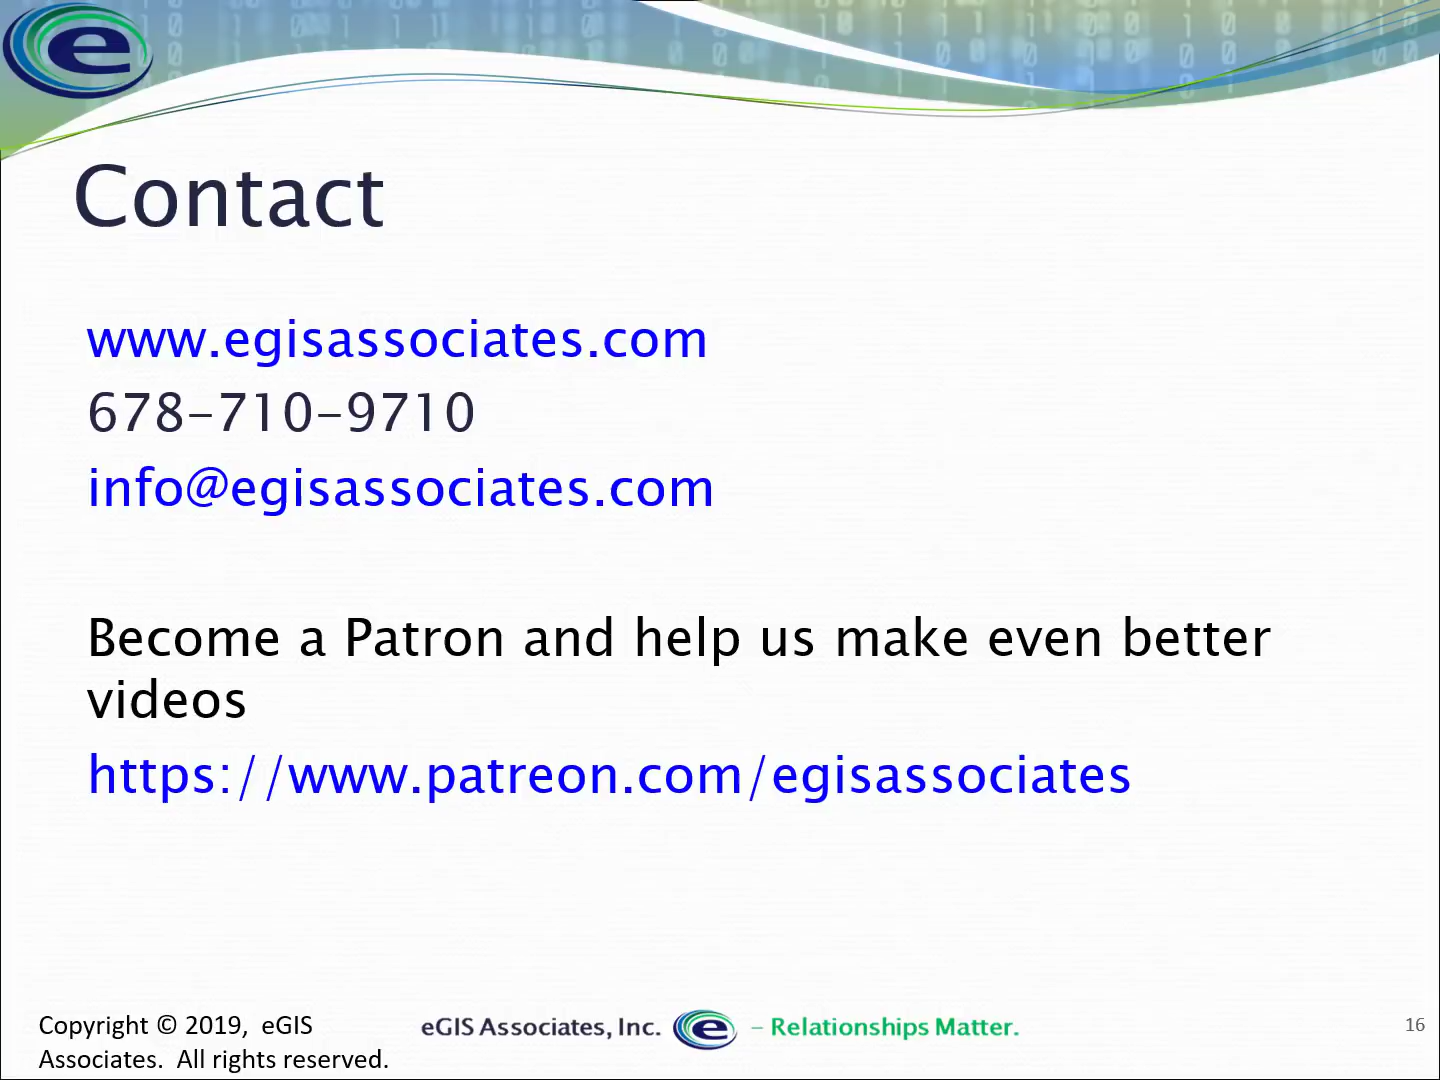 e
Contact
www.egisassociates.com
678-710-9710
info@egisassociates.com
Become a Patron and help us make even better
videos
https://www.patreon.com/egisassociates
Copyright © 2019, eGIS
Associates. All rights reserved.
eGIS Associates, Inc. e – Relationships Matter.
16